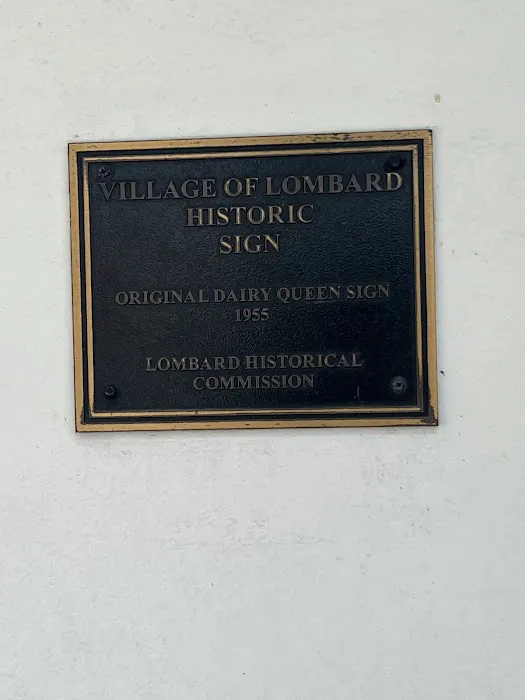 VILLAGE OF LOMBARD
HISTORIC
SIGN
ORIGINAL DAIRY QUEEN SIGN
1955
LOMBARD HISTORICAL
COMMISSION